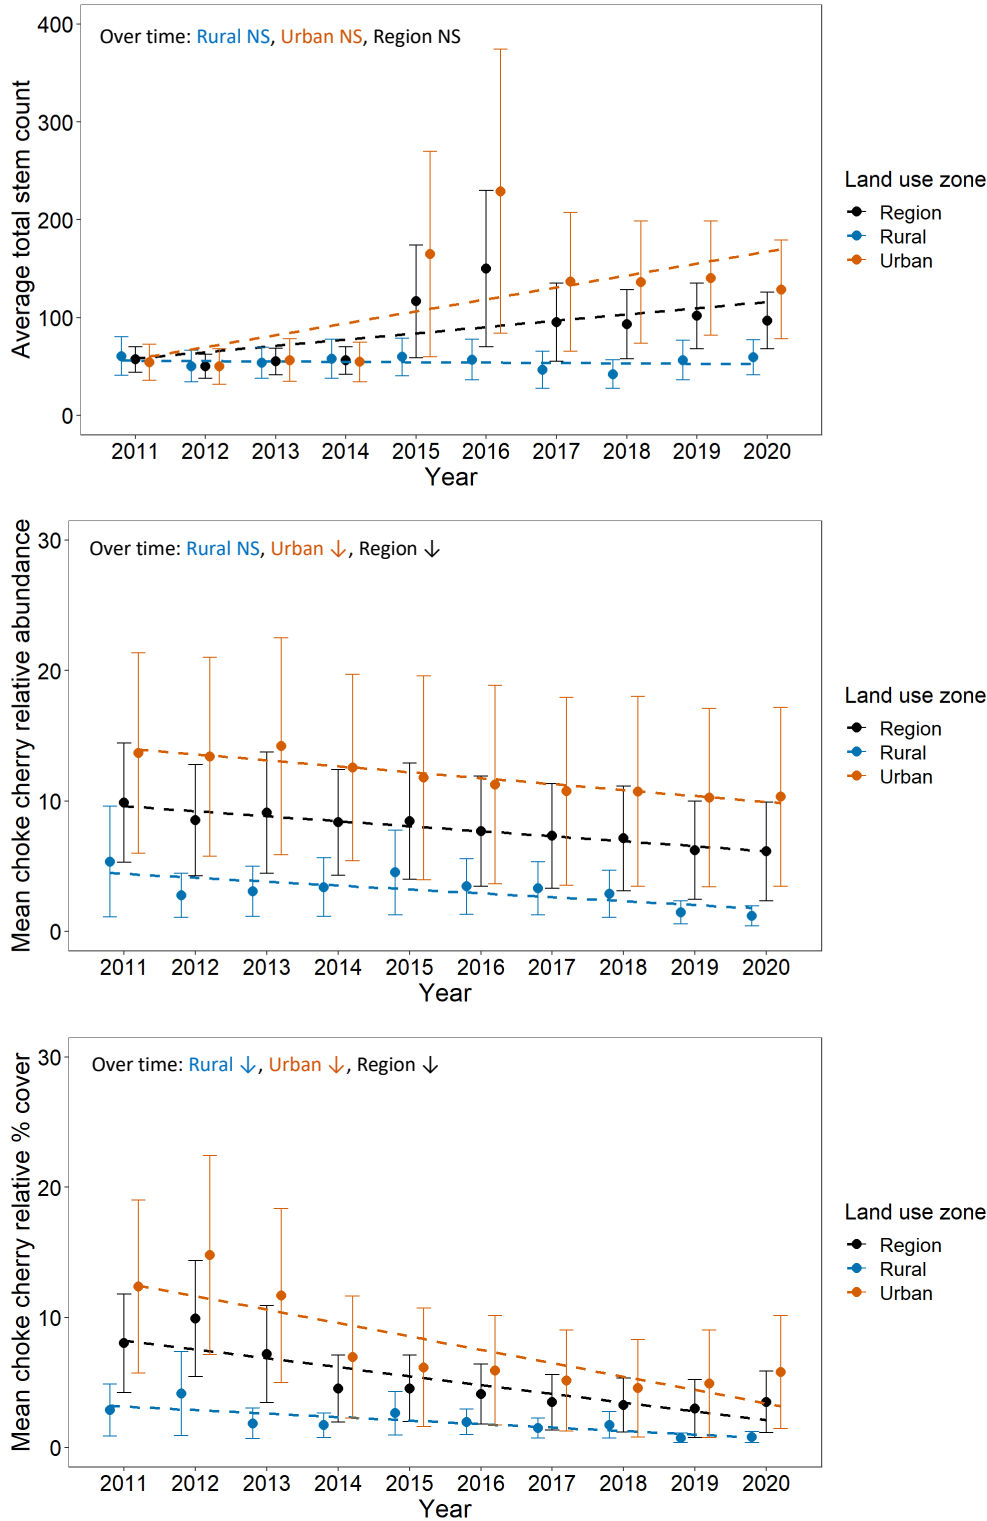 Over time: Rural NS, Urban NS, Region NS
Average total stem count
400
300
200
100
0
2011 2012 2013 2014 2015 2016 2017 2018 2019 2020
Year
Land use zone
Region
Rural
Urban
Over time: Rural NS, Urban ↓, Region ↓
Mean choke cherry relative abundance
30
20
10
0
2011 2012 2013 2014 2015 2016 2017 2018 2019 2020
Year
Land use zone
Region
Rural
Urban
Over time: Rural ↓, Urban ↓, Region ↓
Mean choke cherry relative % cover
30
20
10
0
2011 2012 2013 2014 2015 2016 2017 2018 2019 2020
Year
Land use zone
Region
Rural
Urban